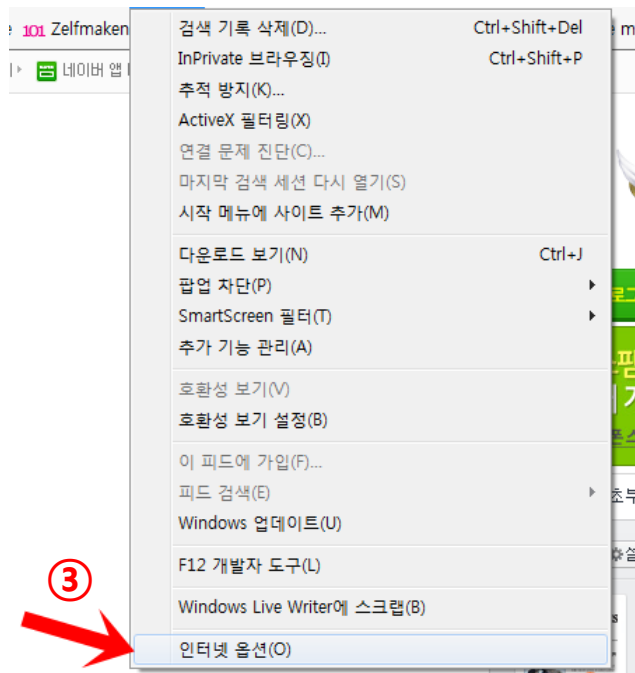 101 Zelfmaken
네이버 앱
검색 기록 삭제(D)... Ctrl+Shift+Del
InPrivate 브라우징(I) Ctrl+Shift+P
추적 방지(K)...
ActiveX 필터링(X)
연결 문제 진단(C)...
마지막 검색 세션 다시 열기(S)
시작 메뉴에 사이트 추가(M)
다운로드 보기(N) Ctrl+J
팝업 차단(P)
SmartScreen 필터(T)
추가 기능 관리(A)
호환성 보기(V)
호환성 보기 설정(B)
이 피드에 가입(F)...
피드 검색(E)
Windows 업데이트(U)
F12 개발자 도구(L)
③
Windows Live Writer에 스크랩(B)
인터넷 옵션(O)